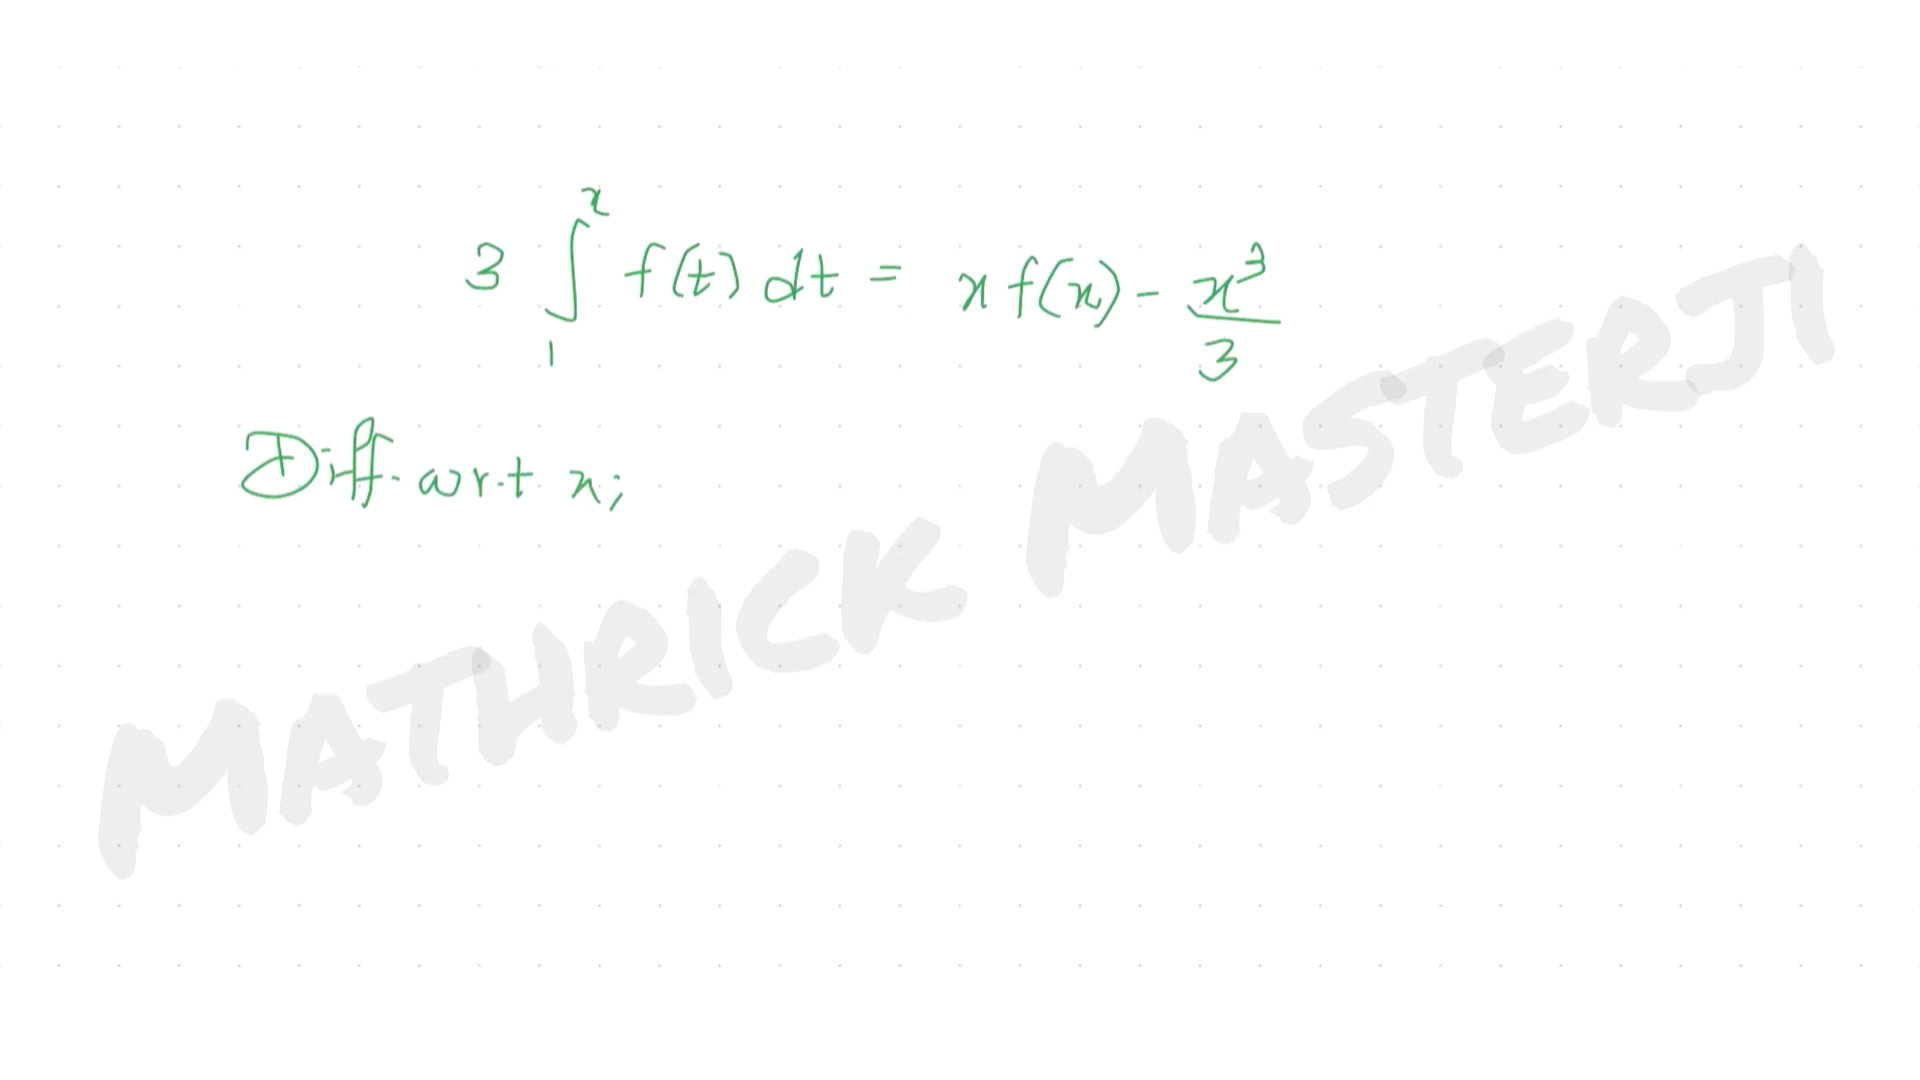 3 ∫₁ˣ f(t) dt = x f(x) - x³/3
Diff. w.r.t x;
MATHRICK MASTERJI